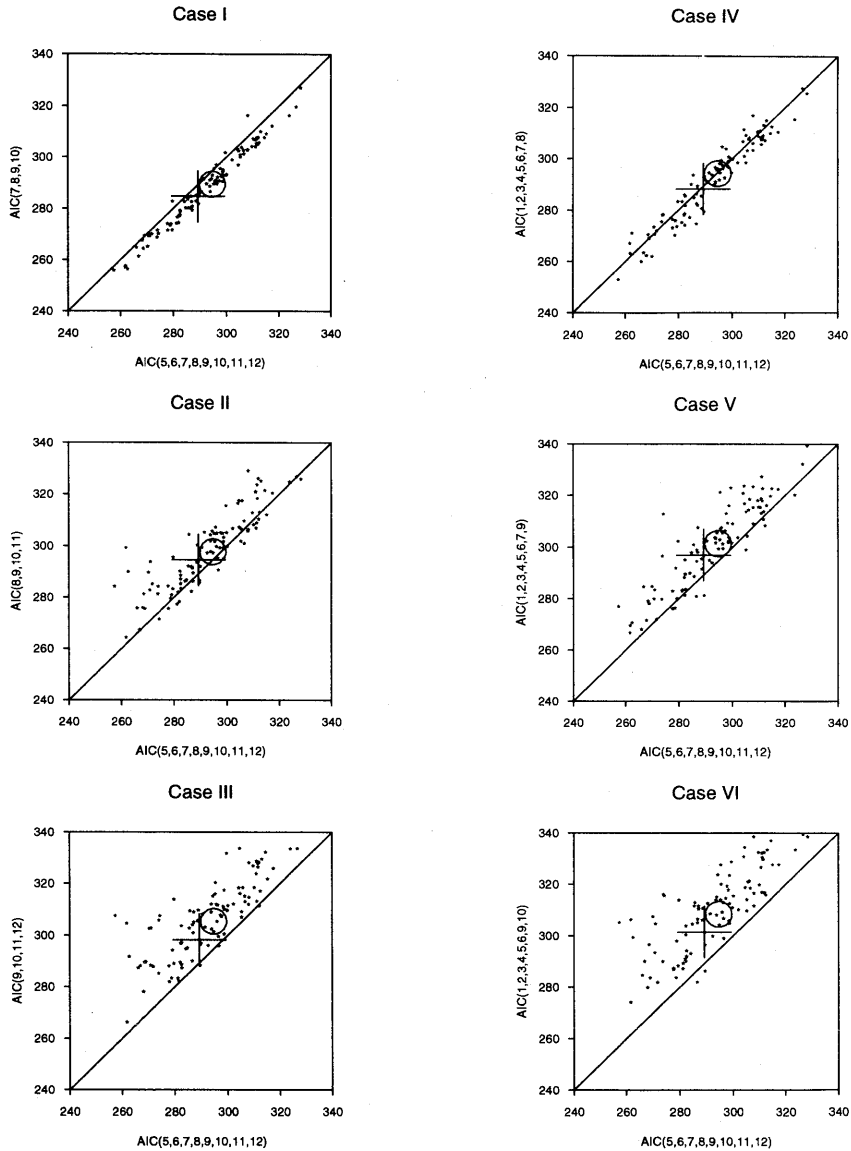 Case I
340
320
300
280
260
240
AIC(7,8,9,10)
240 260 280 300 320 340
AIC(5,6,7,8,9,10,11,12)
Case IV
340
320
300
280
260
240
AIC(1,2,3,4,5,6,7,8)
240 260 280 300 320 340
AIC(5,6,7,8,9,10,11,12)
Case II
340
320
300
280
260
240
AIC(8,9,10,11)
240 260 280 300 320 340
AIC(5,6,7,8,9,10,11,12)
Case V
340
320
300
280
260
240
AIC(1,2,3,4,5,6,7,9)
240 260 280 300 320 340
AIC(5,6,7,8,9,10,11,12)
Case III
340
320
300
280
260
240
AIC(9,10,11,12)
240 260 280 300 320 340
AIC(5,6,7,8,9,10,11,12)
Case VI
340
320
300
280
260
240
AIC(1,2,3,4,5,6,9,10)
240 260 280 300 320 340
AIC(5,6,7,8,9,10,11,12)